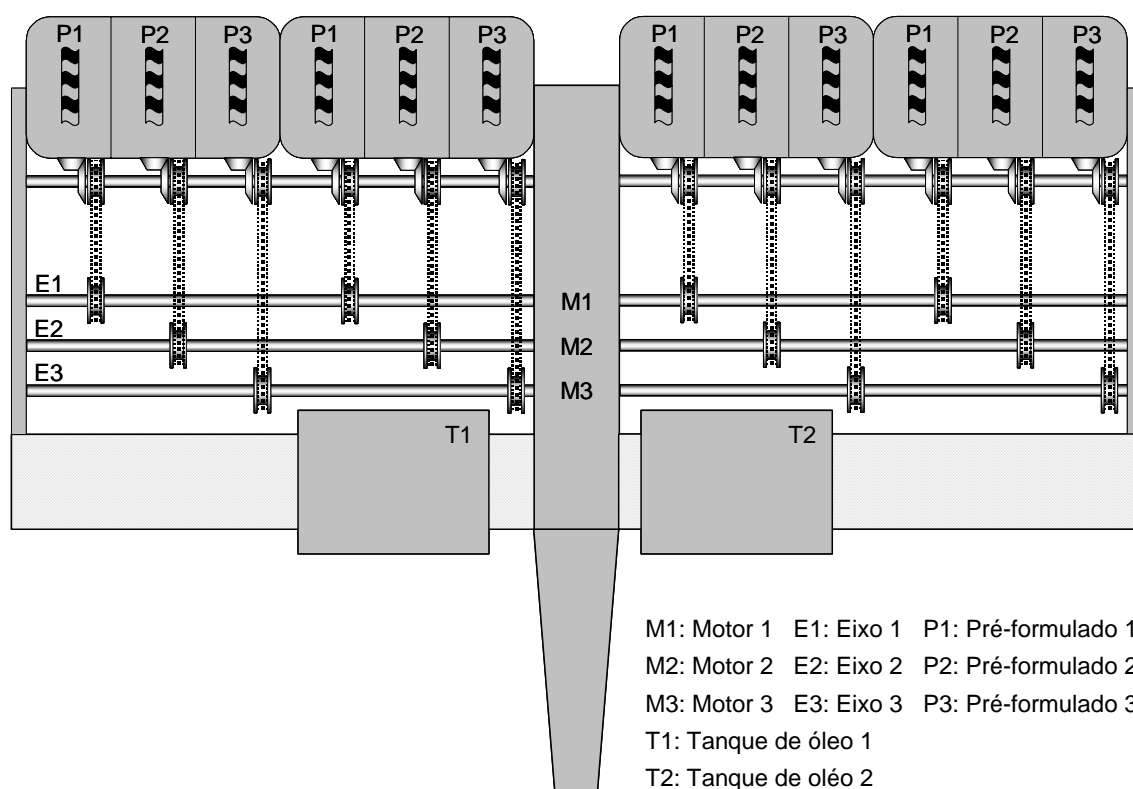 P1 P2 P3 P1 P2 P3 P1 P2 P3 P1 P2 P3
E1 M1
E2 M2
E3 M3
T1 T2
M1: Motor 1 E1: Eixo 1 P1: Pré-formulado 1
M2: Motor 2 E2: Eixo 2 P2: Pré-formulado 2
M3: Motor 3 E3: Eixo 3 P3: Pré-formulado 3
T1: Tanque de óleo 1
T2: Tanque de oléo 2